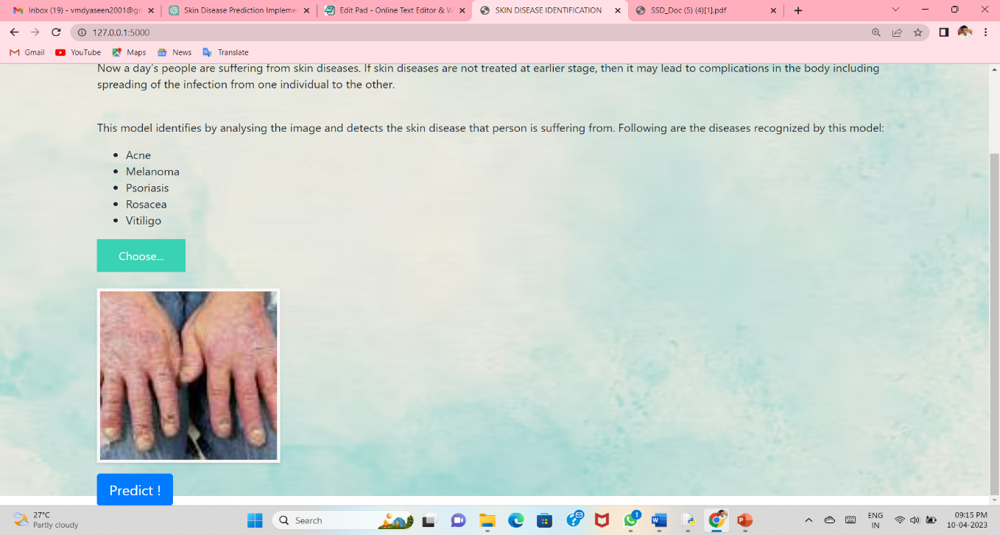 Inbox (19) - vmdyaseen2001@gn
Skin Disease Prediction Implemen
Edit Pad - Online Text Editor & W
SKIN DISEASE IDENTIFICATION
SSD_Doc (5) (4)[1].pdf
127.0.0.1:5000
Gmail
YouTube
Maps
News
Translate
Now a day's people are suffering from skin diseases. If skin diseases are not treated at earlier stage, then it may lead to complications in the body including
spreading of the infection from one individual to the other.
This model identifies by analysing the image and detects the skin disease that person is suffering from. Following are the diseases recognized by this model:
Acne
Melanoma
Psoriasis
Rosacea
Vitiligo
Choose...
Predict !
27°C
Partly cloudy
Search
1
ENG
IN
09:15 PM
10-04-2023